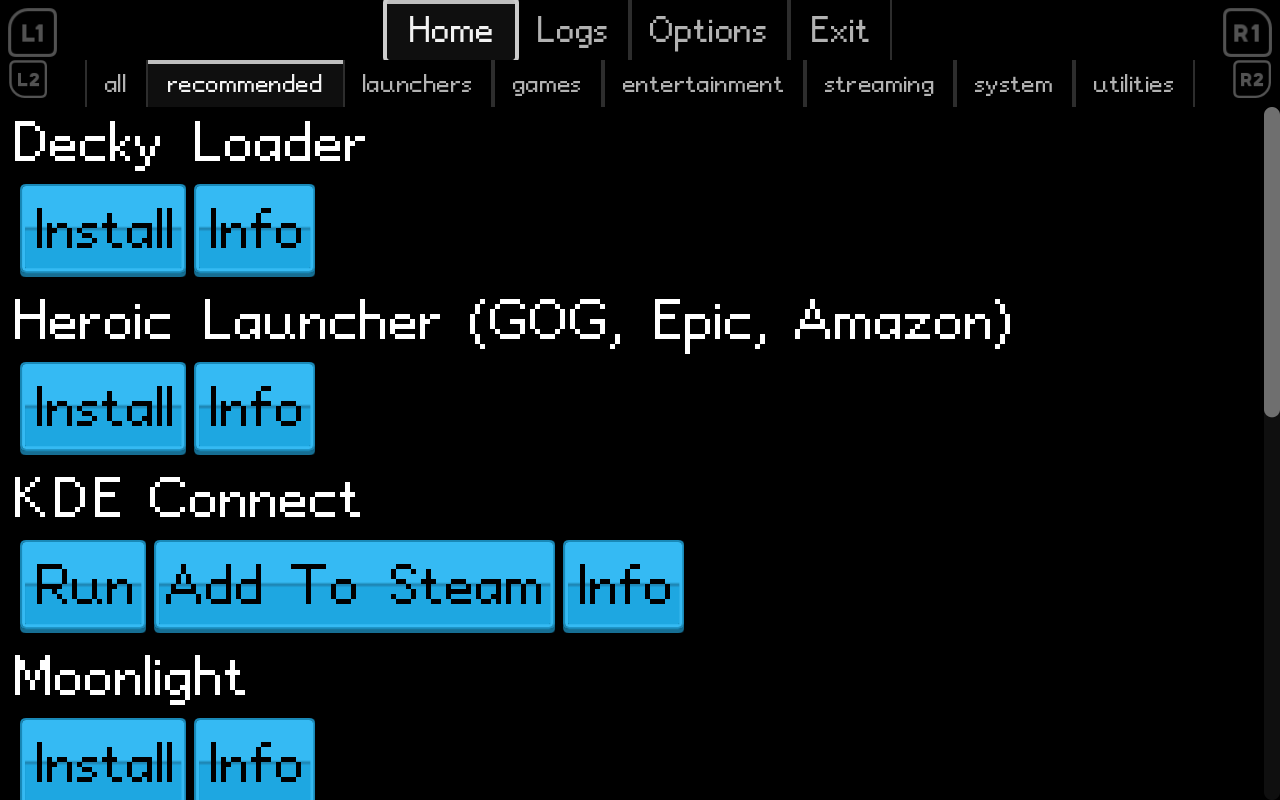 L1 Home Logs Options Exit R1
L2 all recommended launchers games entertainment streaming system utilities R2
Decky Loader
Install Info
Heroic Launcher (GOG, Epic, Amazon)
Install Info
KDE Connect
Run Add To Steam Info
Moonlight
Install Info